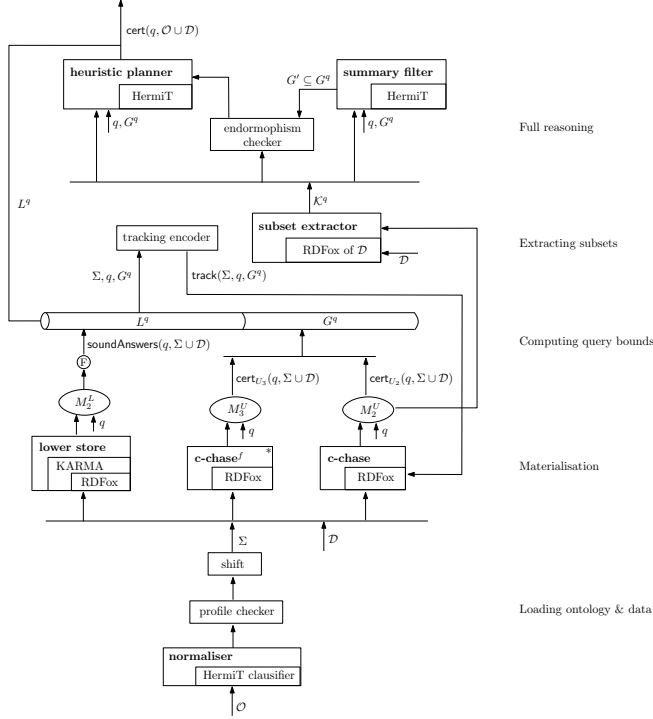 cert(q, 𝒪 ∪ 𝒟)
heuristic planner
HermiT
G′ ⊆ G^q
summary filter
HermiT
q, G^q
endormophism
checker
q, G^q
Full reasoning
L^q
𝒦^q
tracking encoder
subset extractor
RDFox of 𝒟
Extracting subsets
𝒟
Σ, q, G^q
track(Σ, q, G^q)
L^q
G^q
soundAnswers(q, Σ ∪ 𝒟)
Computing query bounds
F
cert_{U_3}(q, Σ ∪ 𝒟)
cert_{U_2}(q, Σ ∪ 𝒟)
M_2^L
M_3^U
M_2^U
q
q
q
lower store
KARMA
RDFox
c-chase^f
*
RDFox
c-chase
RDFox
Materialisation
Σ
𝒟
shift
profile checker
Loading ontology & data
normaliser
HermiT clausifier
𝒪